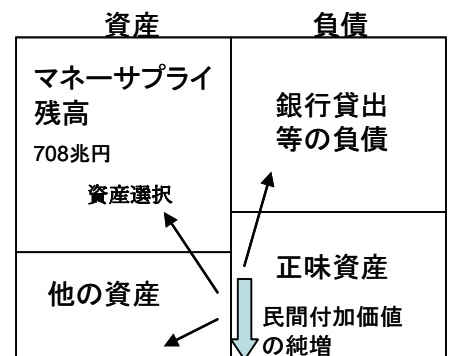 資産
負債
マネーサプライ
残高
708兆円
資産選択
銀行貸出
等の負債
他の資産
正味資産
民間付加価値
の純増